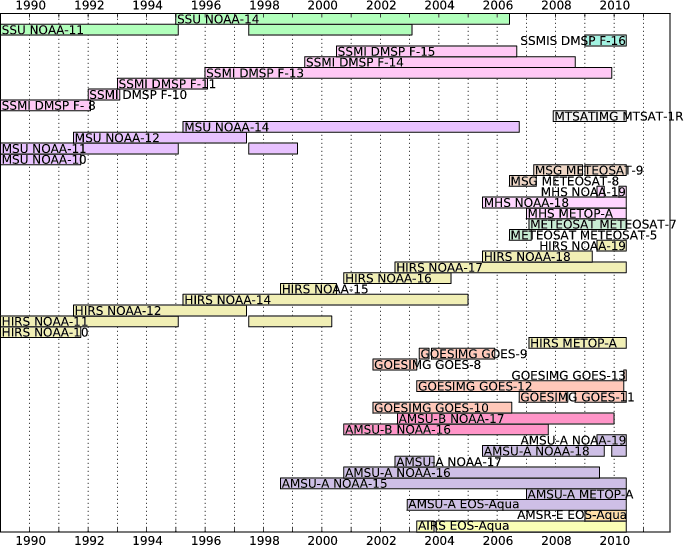 1990 1992 1994 1996 1998 2000 2002 2004 2006 2008 2010
SSU NOAA-14
SSU NOAA-11
SSMIS DMSP F-16
SSMI DMSP F-15
SSMI DMSP F-14
SSMI DMSP F-13
SSMI DMSP F-11
SSMI DMSP F-10
SSMI DMSP F- 8
MTSATIMG MTSAT-1R
MSU NOAA-14
MSU NOAA-12
MSU NOAA-11
MSU NOAA-10
MSG METEOSAT-9
MSG METEOSAT-8
MHS NOAA-19
MHS NOAA-18
MHS METOP-A
METEOSAT METEOSAT-7
METEOSAT METEOSAT-5
HIRS NOAA-19
HIRS NOAA-18
HIRS NOAA-17
HIRS NOAA-16
HIRS NOAA-15
HIRS NOAA-14
HIRS NOAA-12
HIRS NOAA-11
HIRS NOAA-10
HIRS METOP-A
GOESIMG GOES-9
GOESIMG GOES-8
GOESIMG GOES-13
GOESIMG GOES-12
GOESIMG GOES-11
GOESIMG GOES-10
AMSU-B NOAA-17
AMSU-B NOAA-16
AMSU-A NOAA-19
AMSU-A NOAA-18
AMSU-A NOAA-17
AMSU-A NOAA-16
AMSU-A NOAA-15
AMSU-A METOP-A
AMSU-A EOS-Aqua
AMSR-E EOS-Aqua
AIRS EOS-Aqua
1990 1992 1994 1996 1998 2000 2002 2004 2006 2008 2010